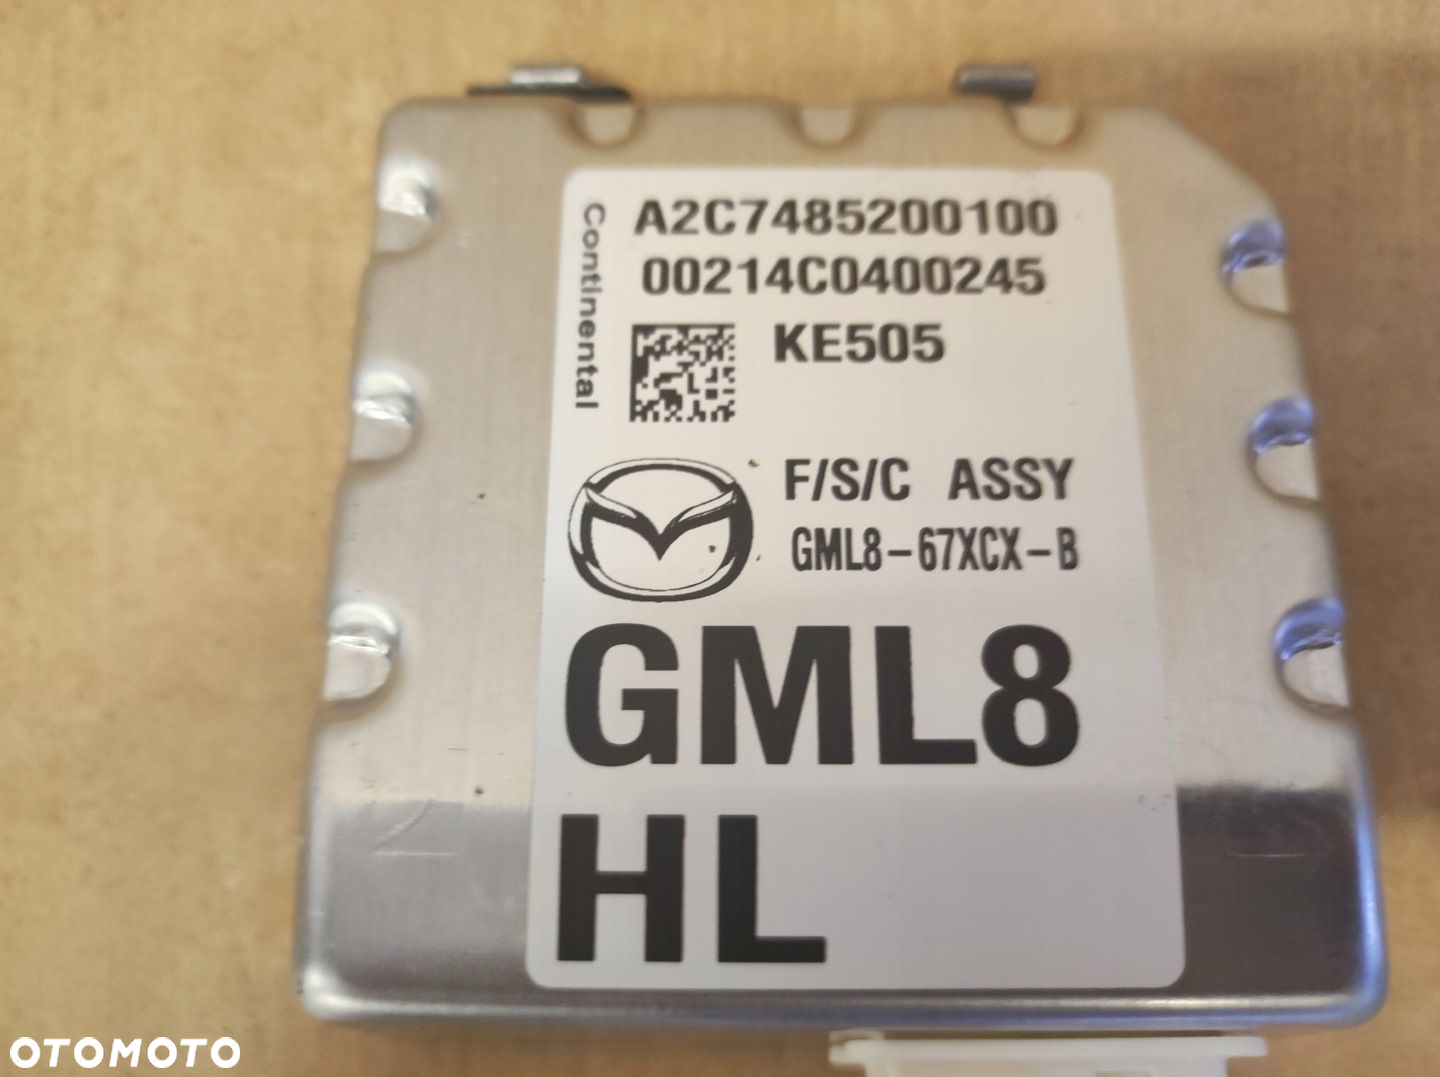 Continental
A2C7485200100
00214C0400245
KE505
F/S/C ASSY
GML8-67XCX-B
GML8
HL
OTOMOTO